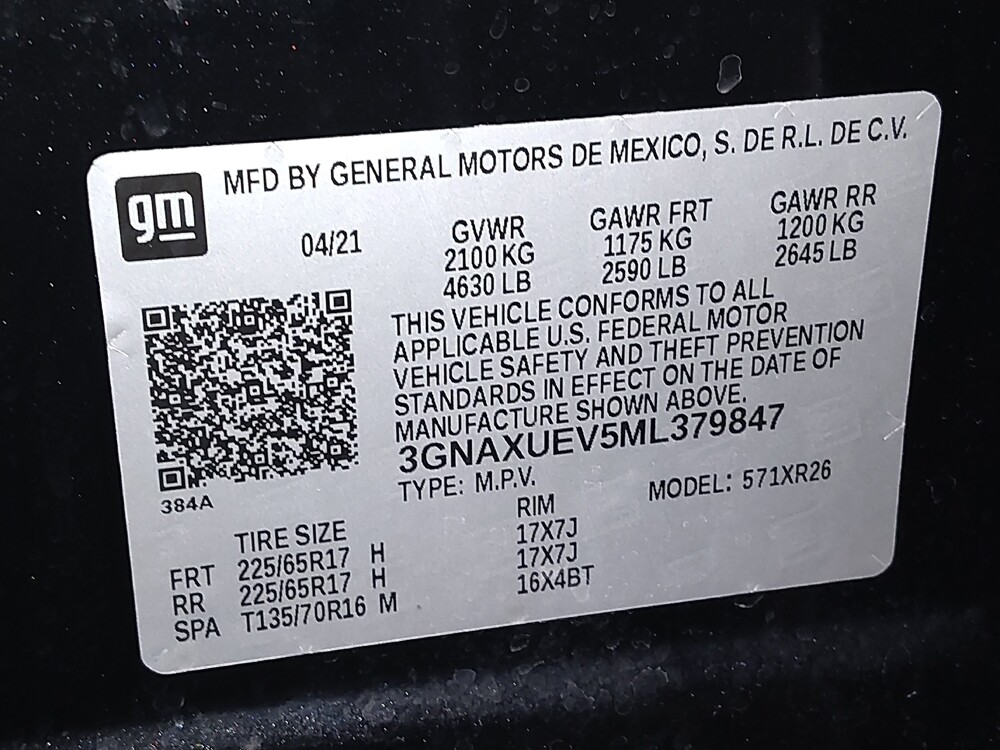 MFD BY GENERAL MOTORS DE MEXICO, S. DE R.L. DE C.V.
gm
04/21
GVWR
2100 KG
4630 LB
GAWR FRT
1175 KG
2590 LB
GAWR RR
1200 KG
2645 LB
THIS VEHICLE CONFORMS TO ALL
APPLICABLE U.S. FEDERAL MOTOR
VEHICLE SAFETY AND THEFT PREVENTION
STANDARDS IN EFFECT ON THE DATE OF
MANUFACTURE SHOWN ABOVE.
3GNAXUEV5ML379847
TYPE: M.P.V. MODEL: 571XR26
384A
TIRE SIZE RIM
FRT 225/65R17 H 17X7J
RR 225/65R17 H 17X7J
SPA T135/70R16 M 16X4BT